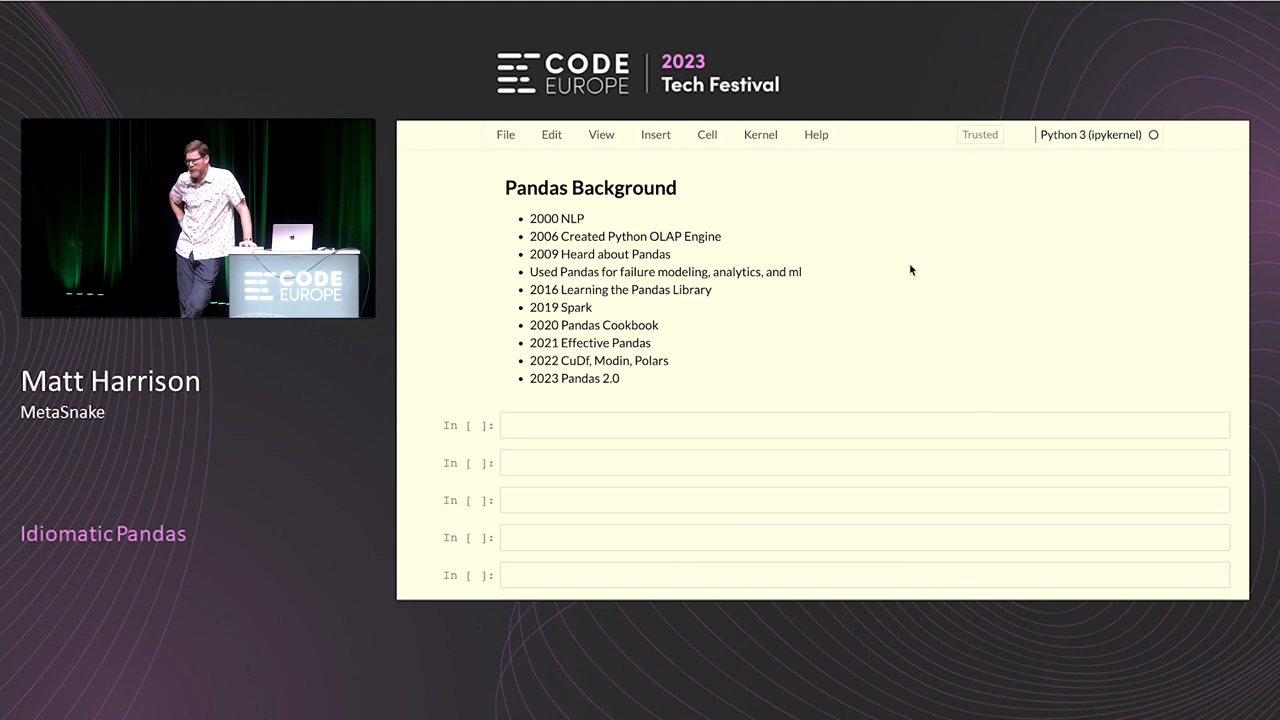 CODE
EUROPE
2023
Tech Festival
File Edit View Insert Cell Kernel Help Trusted Python 3 (ipykernel)
Pandas Background
• 2000 NLP
• 2006 Created Python OLAP Engine
• 2009 Heard about Pandas
• Used Pandas for failure modeling, analytics, and ml
• 2016 Learning the Pandas Library
• 2019 Spark
• 2020 Pandas Cookbook
• 2021 Effective Pandas
• 2022 CuDf, Modin, Polars
• 2023 Pandas 2.0
In [ ]:
In [ ]:
In [ ]:
In [ ]:
In [ ]:
CODE
EUROPE
Matt Harrison
MetaSnake
Idiomatic Pandas